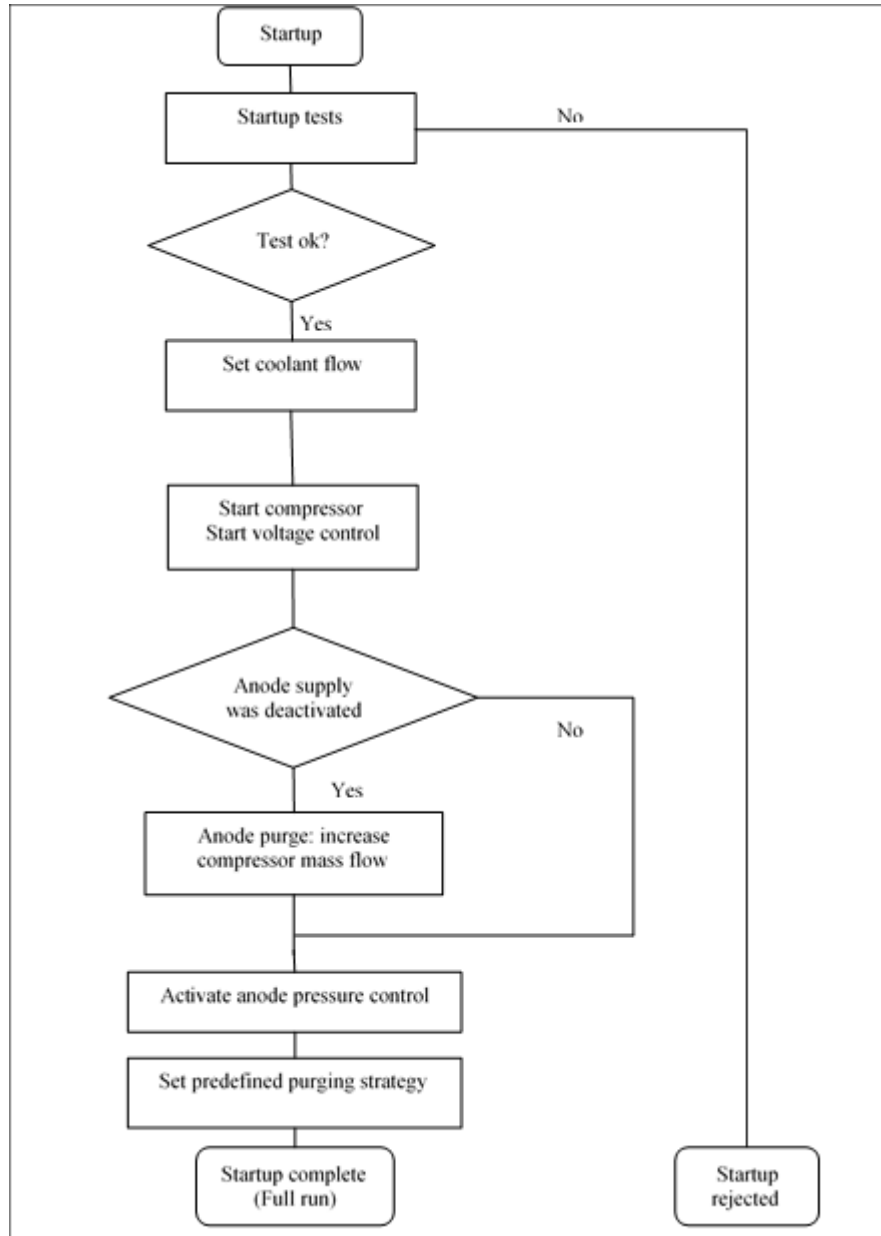 Startup
Startup tests
No
Test ok?
Yes
Set coolant flow
Start compressor
Start voltage control
Anode supply
was deactivated
No
Yes
Anode purge: increase
compressor mass flow
Activate anode pressure control
Set predefined purging strategy
Startup complete
(Full run)
Startup
rejected